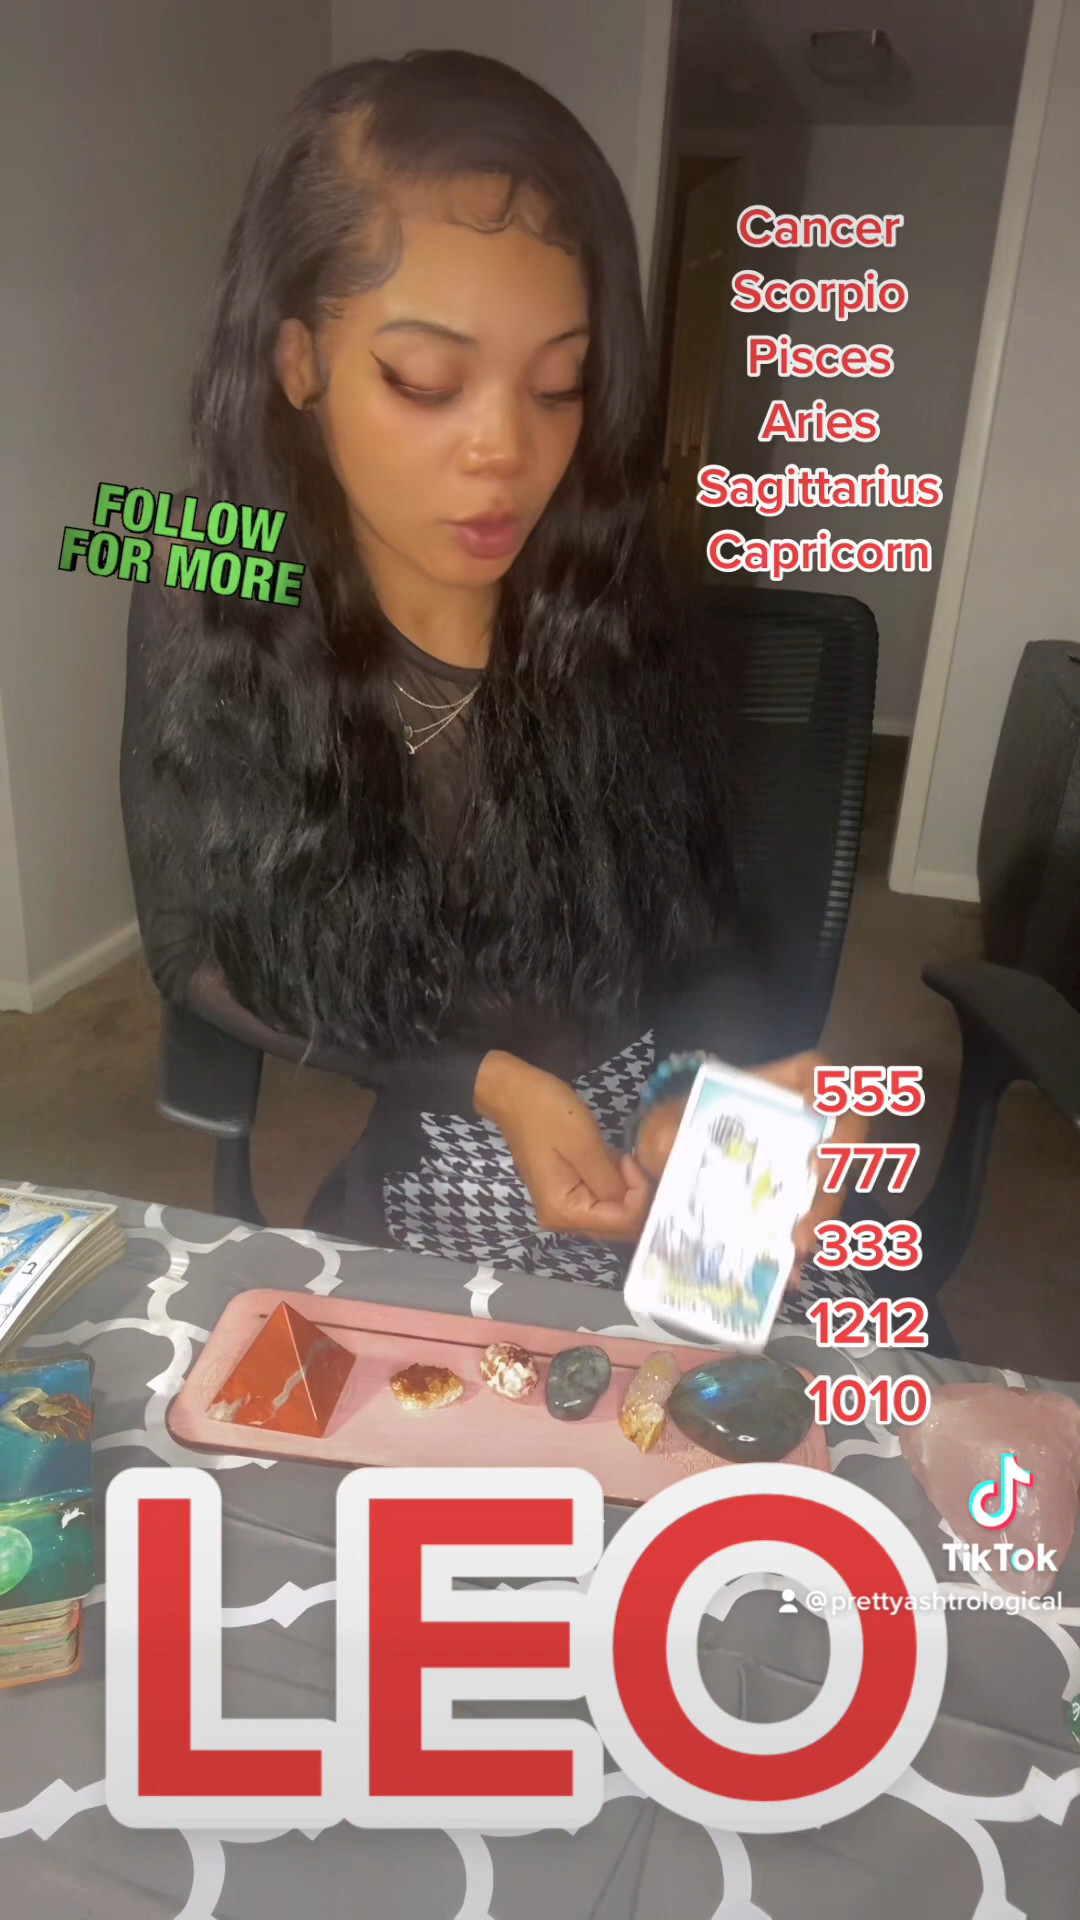 Cancer
Scorpio
Pisces
Aries
Sagittarius
Capricorn
FOLLOW
FOR MORE
555
777
333
1212
1010
TikTok
@prettyashtrological
LEO